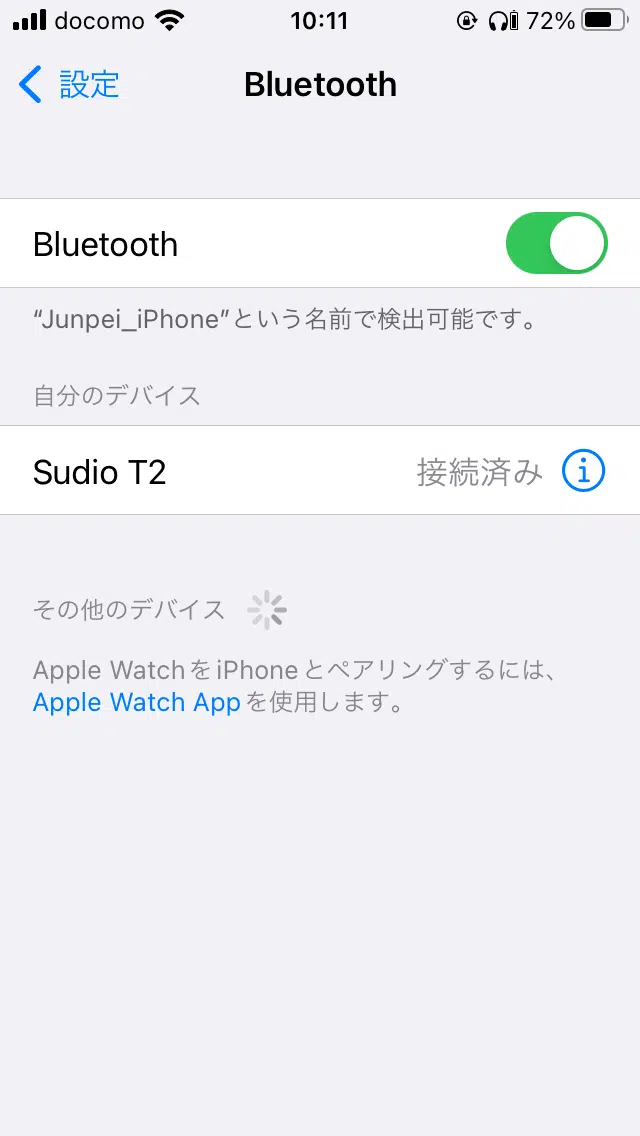 docomo 10:11 72%
設定 Bluetooth
Bluetooth
“Junpei_iPhone”という名前で検出可能です。
自分のデバイス
Sudio T2 接続済み
その他のデバイス
Apple WatchをiPhoneとペアリングするには、
Apple Watch Appを使用します。